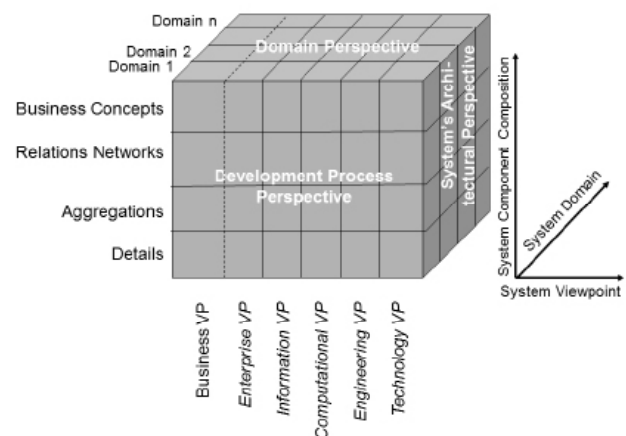 Domain n
Domain 2
Domain 1
Domain Perspective
Business Concepts
Relations Networks
Aggregations
Details
Development Process
Perspective
System's Archi-
tectural Perspective
System Component Composition
System Domain
System Viewpoint
Business VP
Enterprise VP
Information VP
Computational VP
Engineering VP
Technology VP